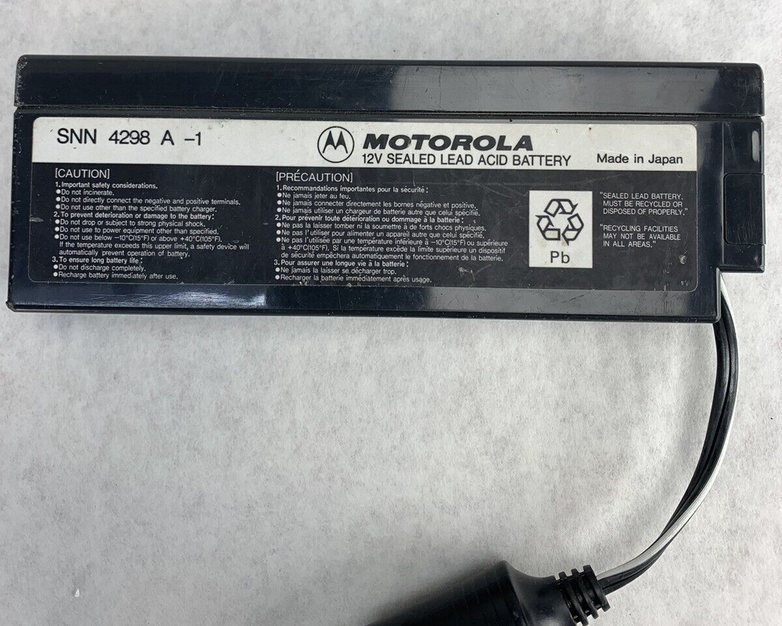 SNN 4298 A -1
MOTOROLA
12V SEALED LEAD ACID BATTERY
Made in Japan
[CAUTION]
1. Important safety considerations.
●Do not incinerate.
●Do not directly connect the negative and positive terminals.
●Do not use other than the specified battery charger.
2. To prevent deterioration or damage to the battery:
●Do not drop or subject to strong physical shock.
●Do not use to power equipment other than specified.
●Do not use below -10°C(15°F) or above +40°C(105°F).
If the temperature exceeds this upper limit, a safety device will
automatically prevent operation of battery.
3. To ensure long battery life:
●Do not discharge completely.
●Recharge battery immediately after use.
[PRÉCAUTION]
1. Recommandations importantes pour la sécurité:
●Ne jamais jeter au feu.
●Ne jamais connecter directement les bornes négative et positive.
●Ne jamais utiliser un chargeur de batterie autre que celui spécifié.
2. Pour prevenir toute détérioration ou dommage à la batterie:
●Ne pas la laisser tomber ni la soumettre à de forts chocs physiques.
●Ne pas l'utiliser pour alimenter un appareil autre que celui spécifié.
●Ne pas l'utilisée par une température inférieure à -10°C(15°F) ou supérieure
à +40°C(105°F). Si la température excède la limite supérieure un dispositif
de sécurité empêchera automatiquement le fonctionnement de la batterie.
3. Pour assurer une longue vie à la batterie:
●Ne jamais la laisser se décharger trop.
●Recharger la batterie immédiatement après usage.
Pb
"SEALED LEAD BATTERY.
MUST BE RECYCLED OR
DISPOSED OF PROPERLY."
"RECYCLING FACILITIES
MAY NOT BE AVAILABLE
IN ALL AREAS."